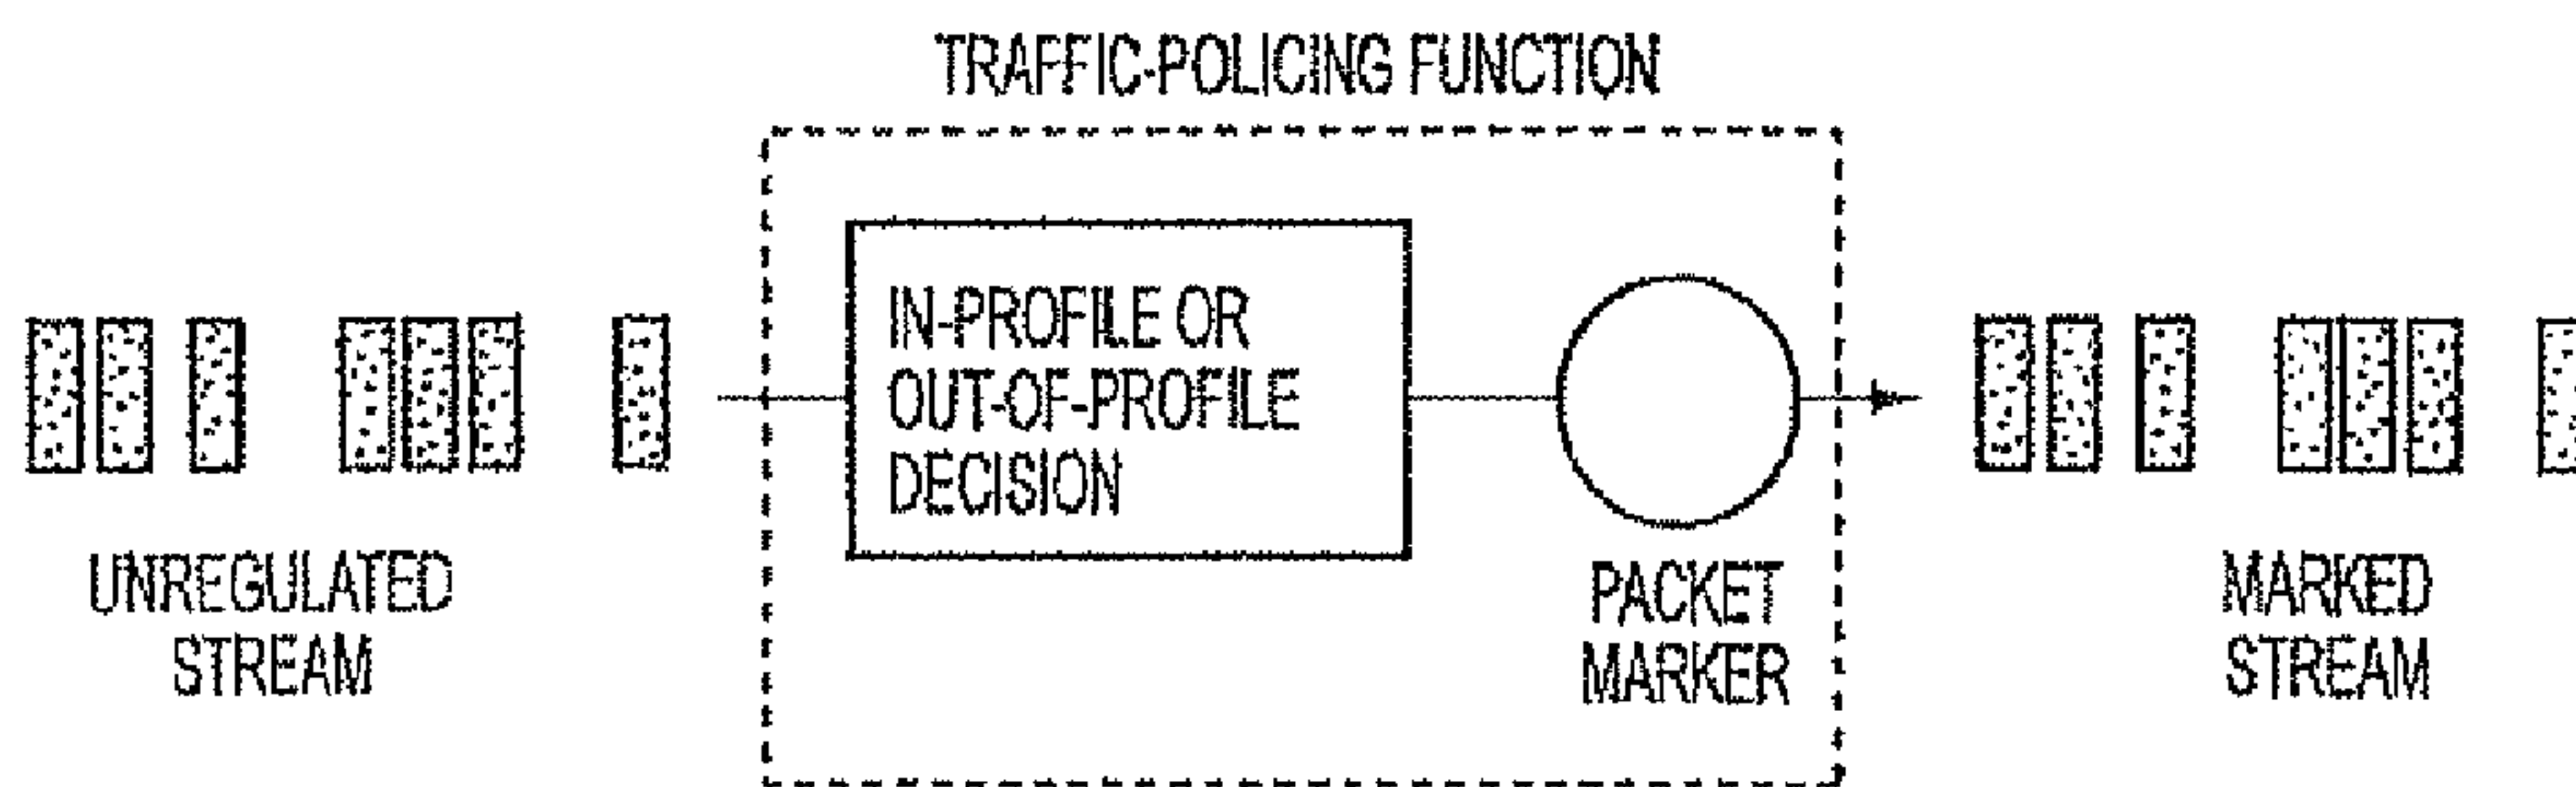 TRAFFIC-POLICING FUNCTION
IN-PROFILE OR
OUT-OF-PROFILE
DECISION
UNREGULATED
STREAM
PACKET
MARKER
MARKED
STREAM